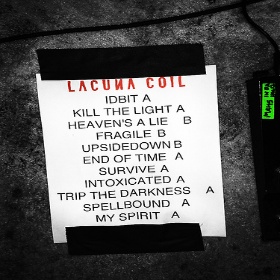 LACUNA COIL
IDBIT A
KILL THE LIGHT A
HEAVEN'S A LIE B
FRAGILE B
UPSIDEDOWN B
END OF TIME A
SURVIVE A
INTOXICATED A
TRIP THE DARKNESS A
SPELLBOUND A
MY SPIRIT A